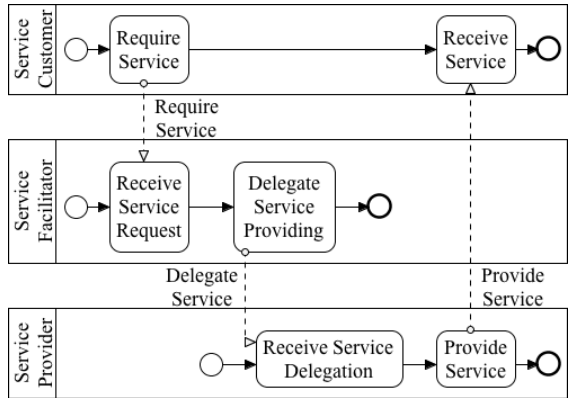 Service
Customer
Require
Service
Receive
Service
Require
Service
Service
Facilitator
Receive
Service
Request
Delegate
Service
Providing
Delegate
Service
Provide
Service
Service
Provider
Receive Service
Delegation
Provide
Service